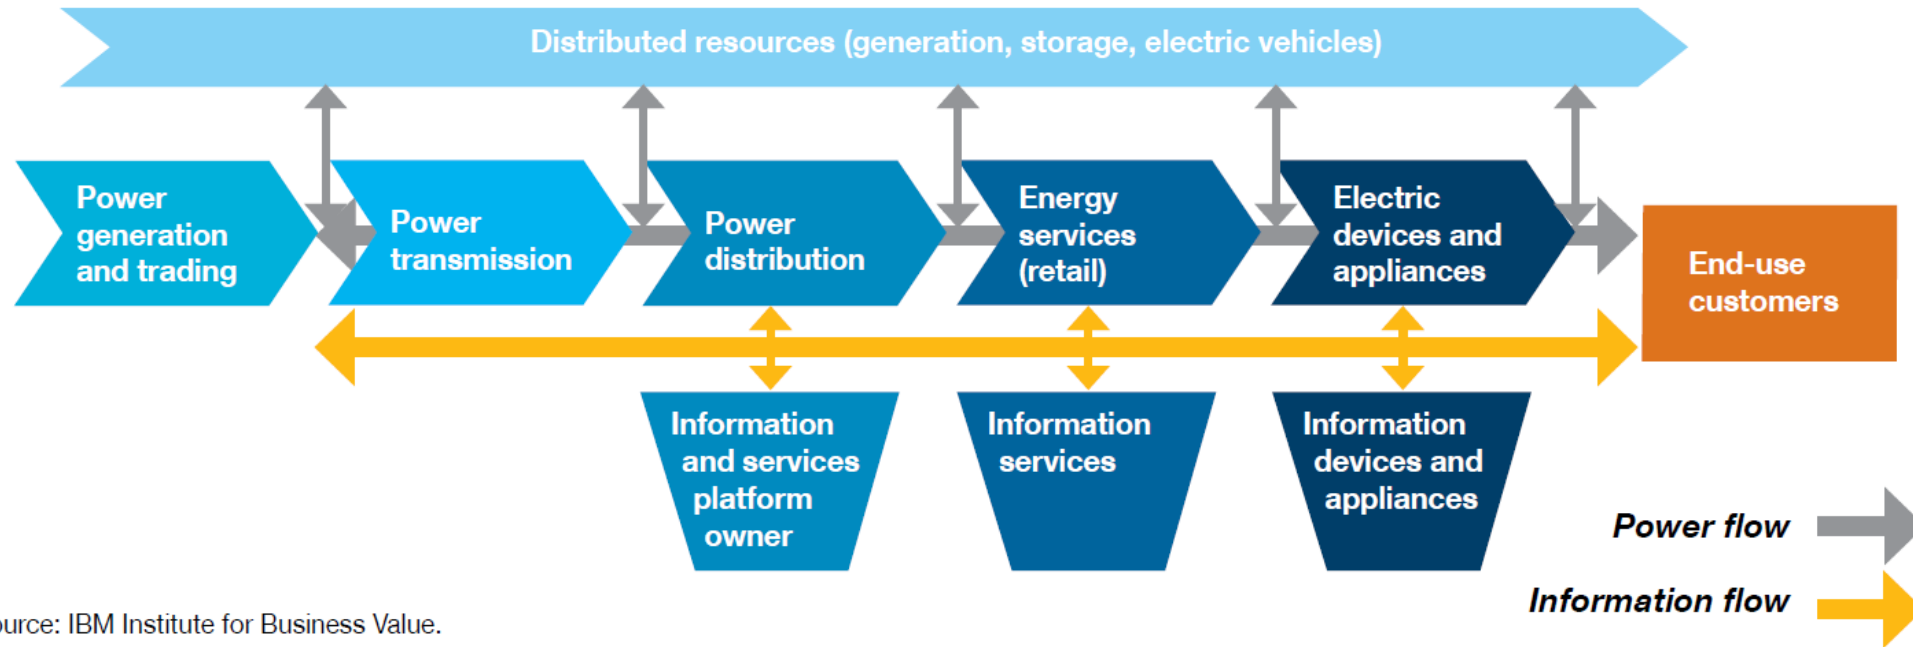 Distributed resources (generation, storage, electric vehicles)
Power
generation
and trading
Power
transmission
Power
distribution
Energy
services
(retail)
Electric
devices and
appliances
End-use
customers
Information
and services
platform
owner
Information
services
Information
devices and
appliances
Power flow
Information flow
urce: IBM Institute for Business Value.